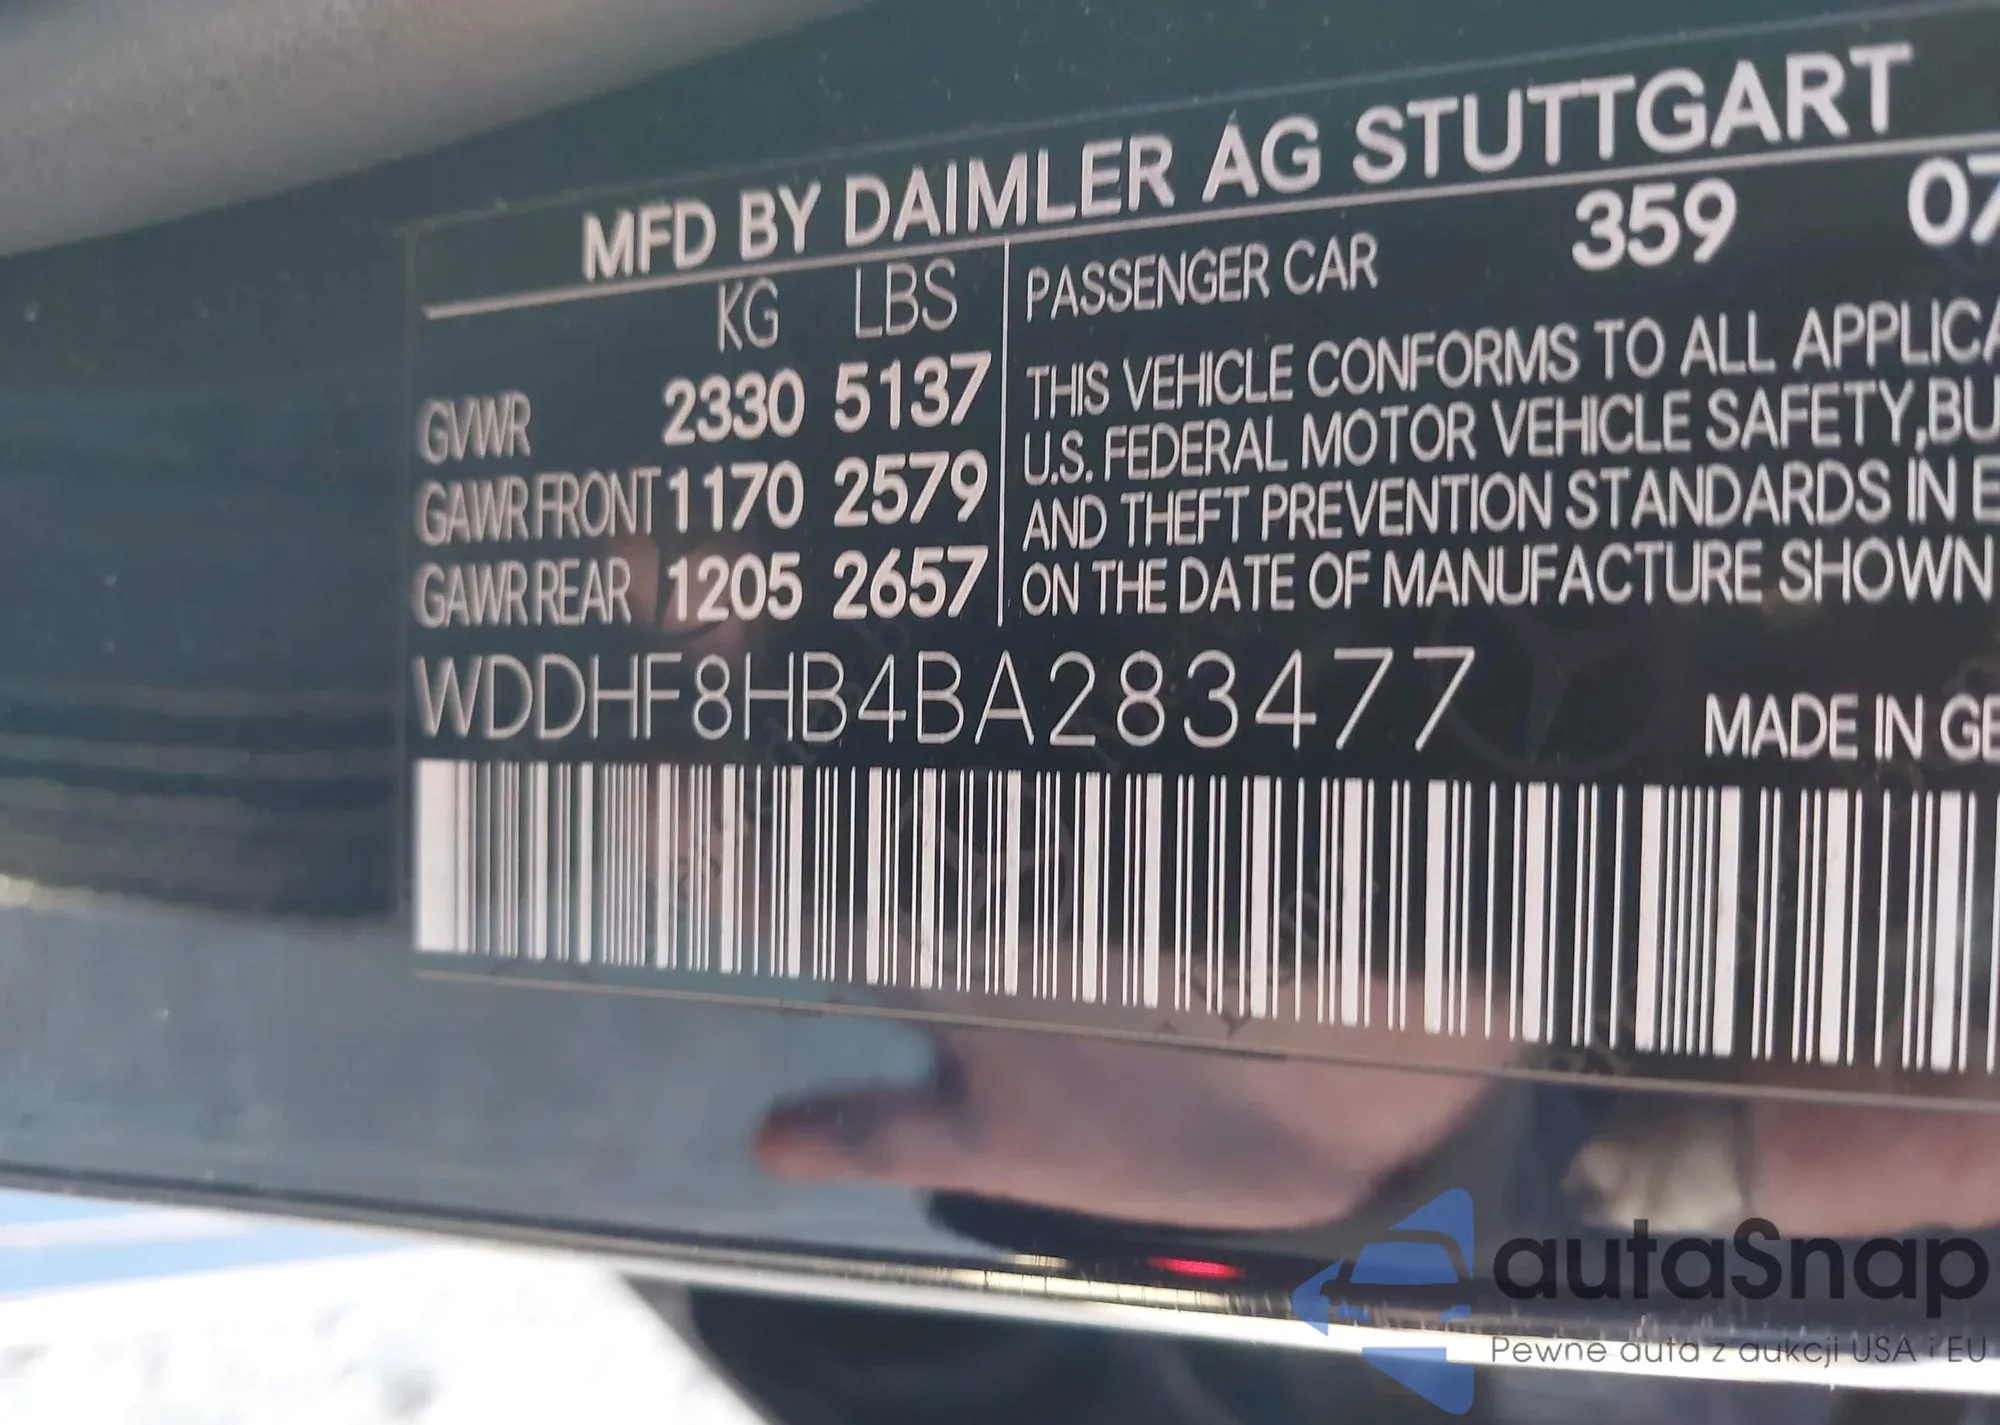 MFD BY DAIMLER AG STUTTGART
KG LBS
GVWR 2330 5137
GAWR FRONT 1170 2579
GAWR REAR 1205 2657
PASSENGER CAR 359 07
THIS VEHICLE CONFORMS TO ALL APPLICA
U.S. FEDERAL MOTOR VEHICLE SAFETY,BU
AND THEFT PREVENTION STANDARDS IN E
ON THE DATE OF MANUFACTURE SHOWN
WDDHF8HB4BA283477
MADE IN GE
autaSnap
Pewne auta z aukcji USA i EU